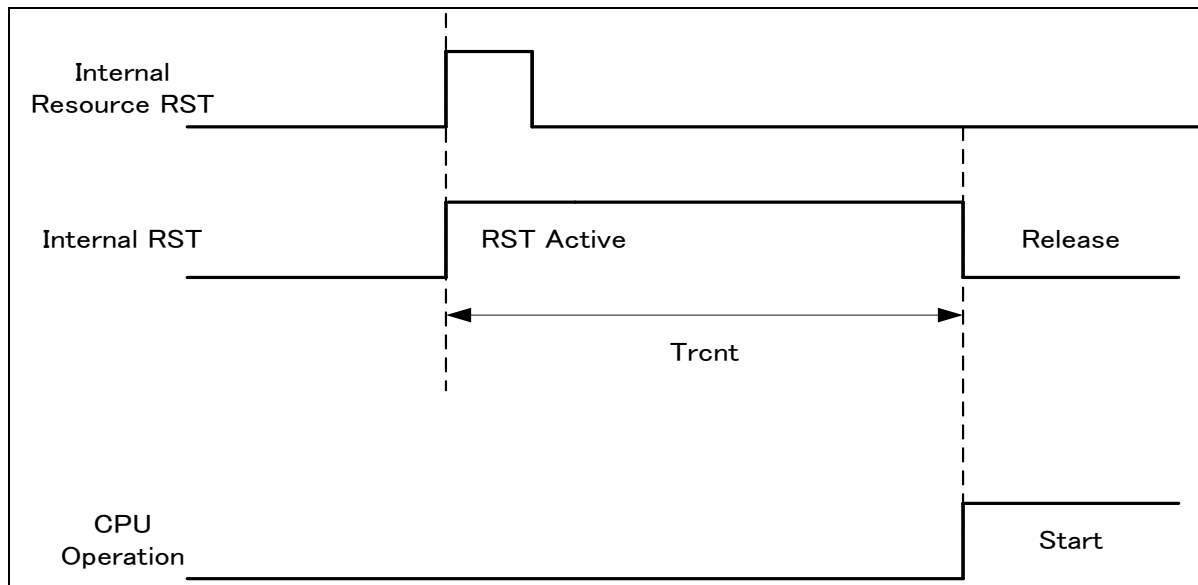 Internal
Resource RST
Internal RST
RST Active
Release
Trcnt
CPU
Operation
Start